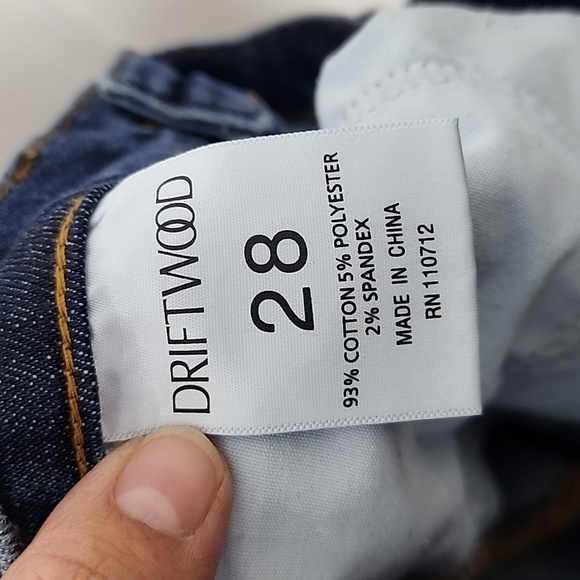 DRIFTWOOD
28
93% COTTON 5% POLYESTER
2% SPANDEX
MADE IN CHINA
RN 110712